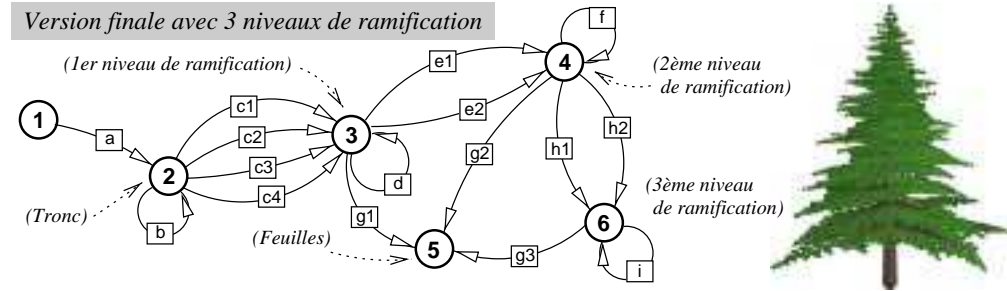 Version finale avec 3 niveaux de ramification
f
(1er niveau de ramification)
e1
4
(2ème niveau
de ramification)
1
a
c1
c2
c3
c4
3
e2
2
d
g2
h1
h2
(Tronc)
b
g1
(Feuilles)
5
g3
6
(3ème niveau
de ramification)
i